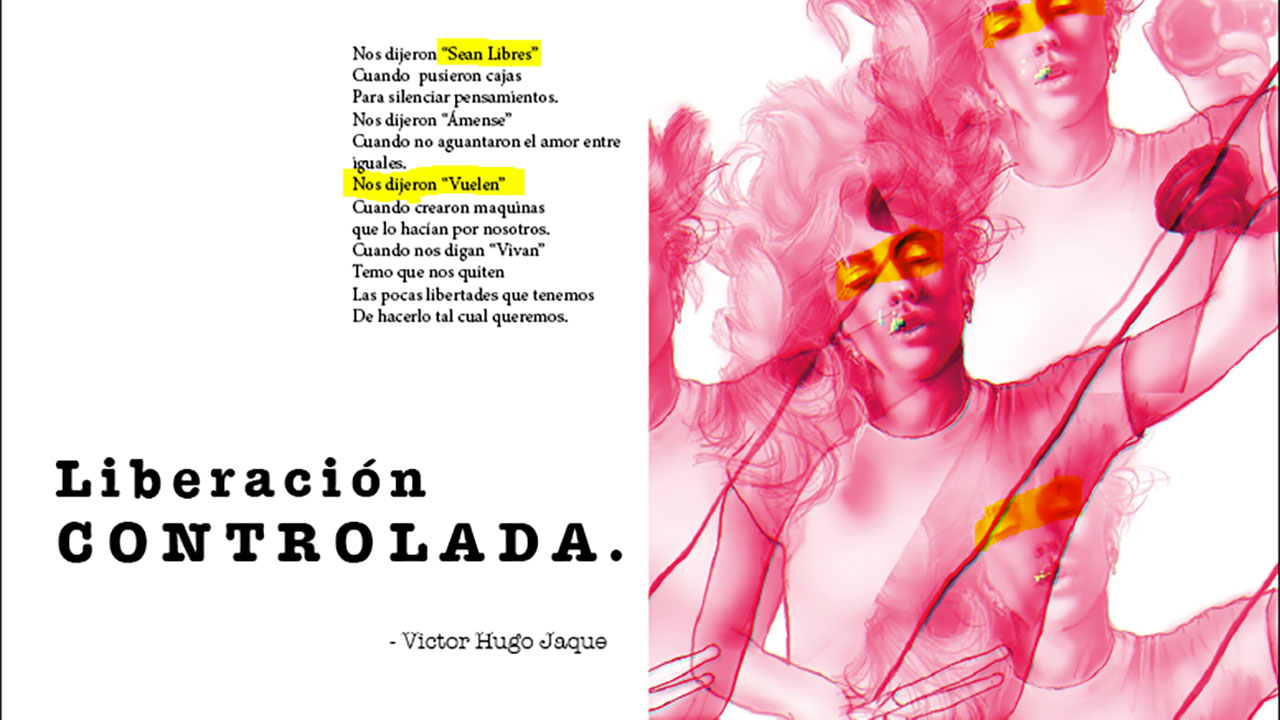 Nos dijeron “Sean Libres”
Cuando pusieron cajas
Para silenciar pensamientos.
Nos dijeron “Ámense”
Cuando no aguantaron el amor entre
iguales.
Nos dijeron “Vuelen”
Cuando crearon maquinas
que lo hacían por nosotros.
Cuando nos digan “Vivan”
Temo que nos quiten
Las pocas libertades que tenemos
De hacerlo tal cual queremos.
Liberación
CONTROLADA.
- Victor Hugo Jaque